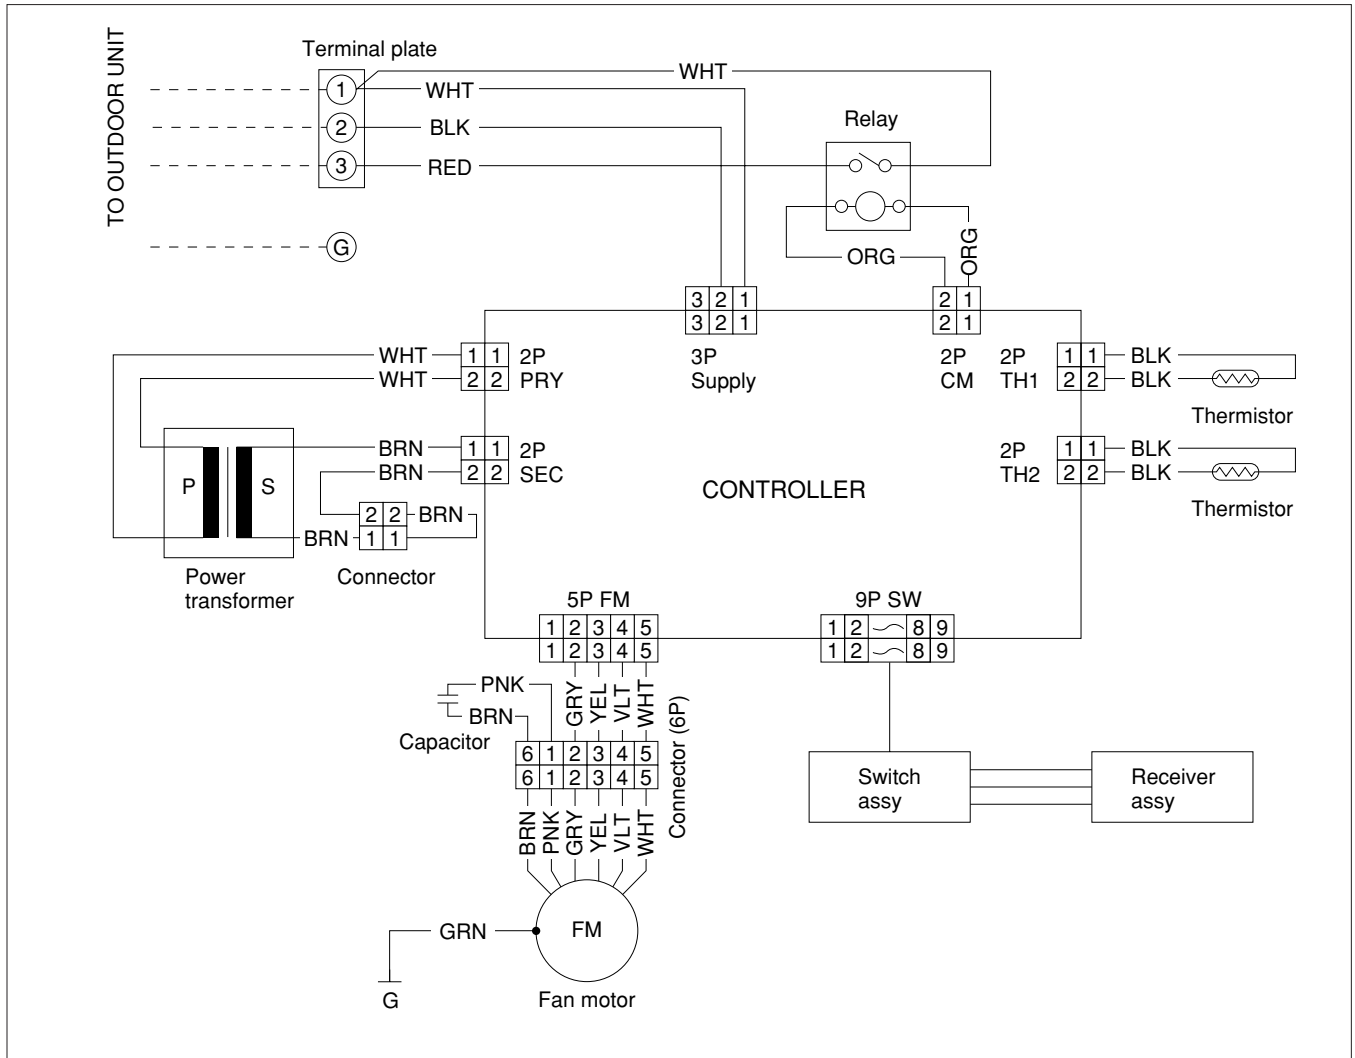 TO OUTDOOR UNIT
Terminal plate
1
2
3
G
WHT
WHT
BLK
RED
Relay
ORG
ORG
3 2 1
3 2 1
3P
Supply
2 1
2 1
2P
CM
WHT
WHT
1 1
2 2
2P
PRY
2P
TH1
1 1
2 2
BLK
BLK
Thermistor
BRN
BRN
1 1
2 2
2P
SEC
2P
TH2
1 1
2 2
BLK
BLK
Thermistor
CONTROLLER
P
S
Power
transformer
BRN
2 2
1 1
BRN
Connector
5P FM
1 2 3 4 5
1 2 3 4 5
9P SW
1 2 8 9
1 2 8 9
PNK
BRN
Capacitor
GRY
YEL
VLT
WHT
Connector (6P)
6 1 2 3 4 5
6 1 2 3 4 5
BRN
PNK
GRY
YEL
VLT
WHT
Switch
assy
Receiver
assy
GRN
G
FM
Fan motor